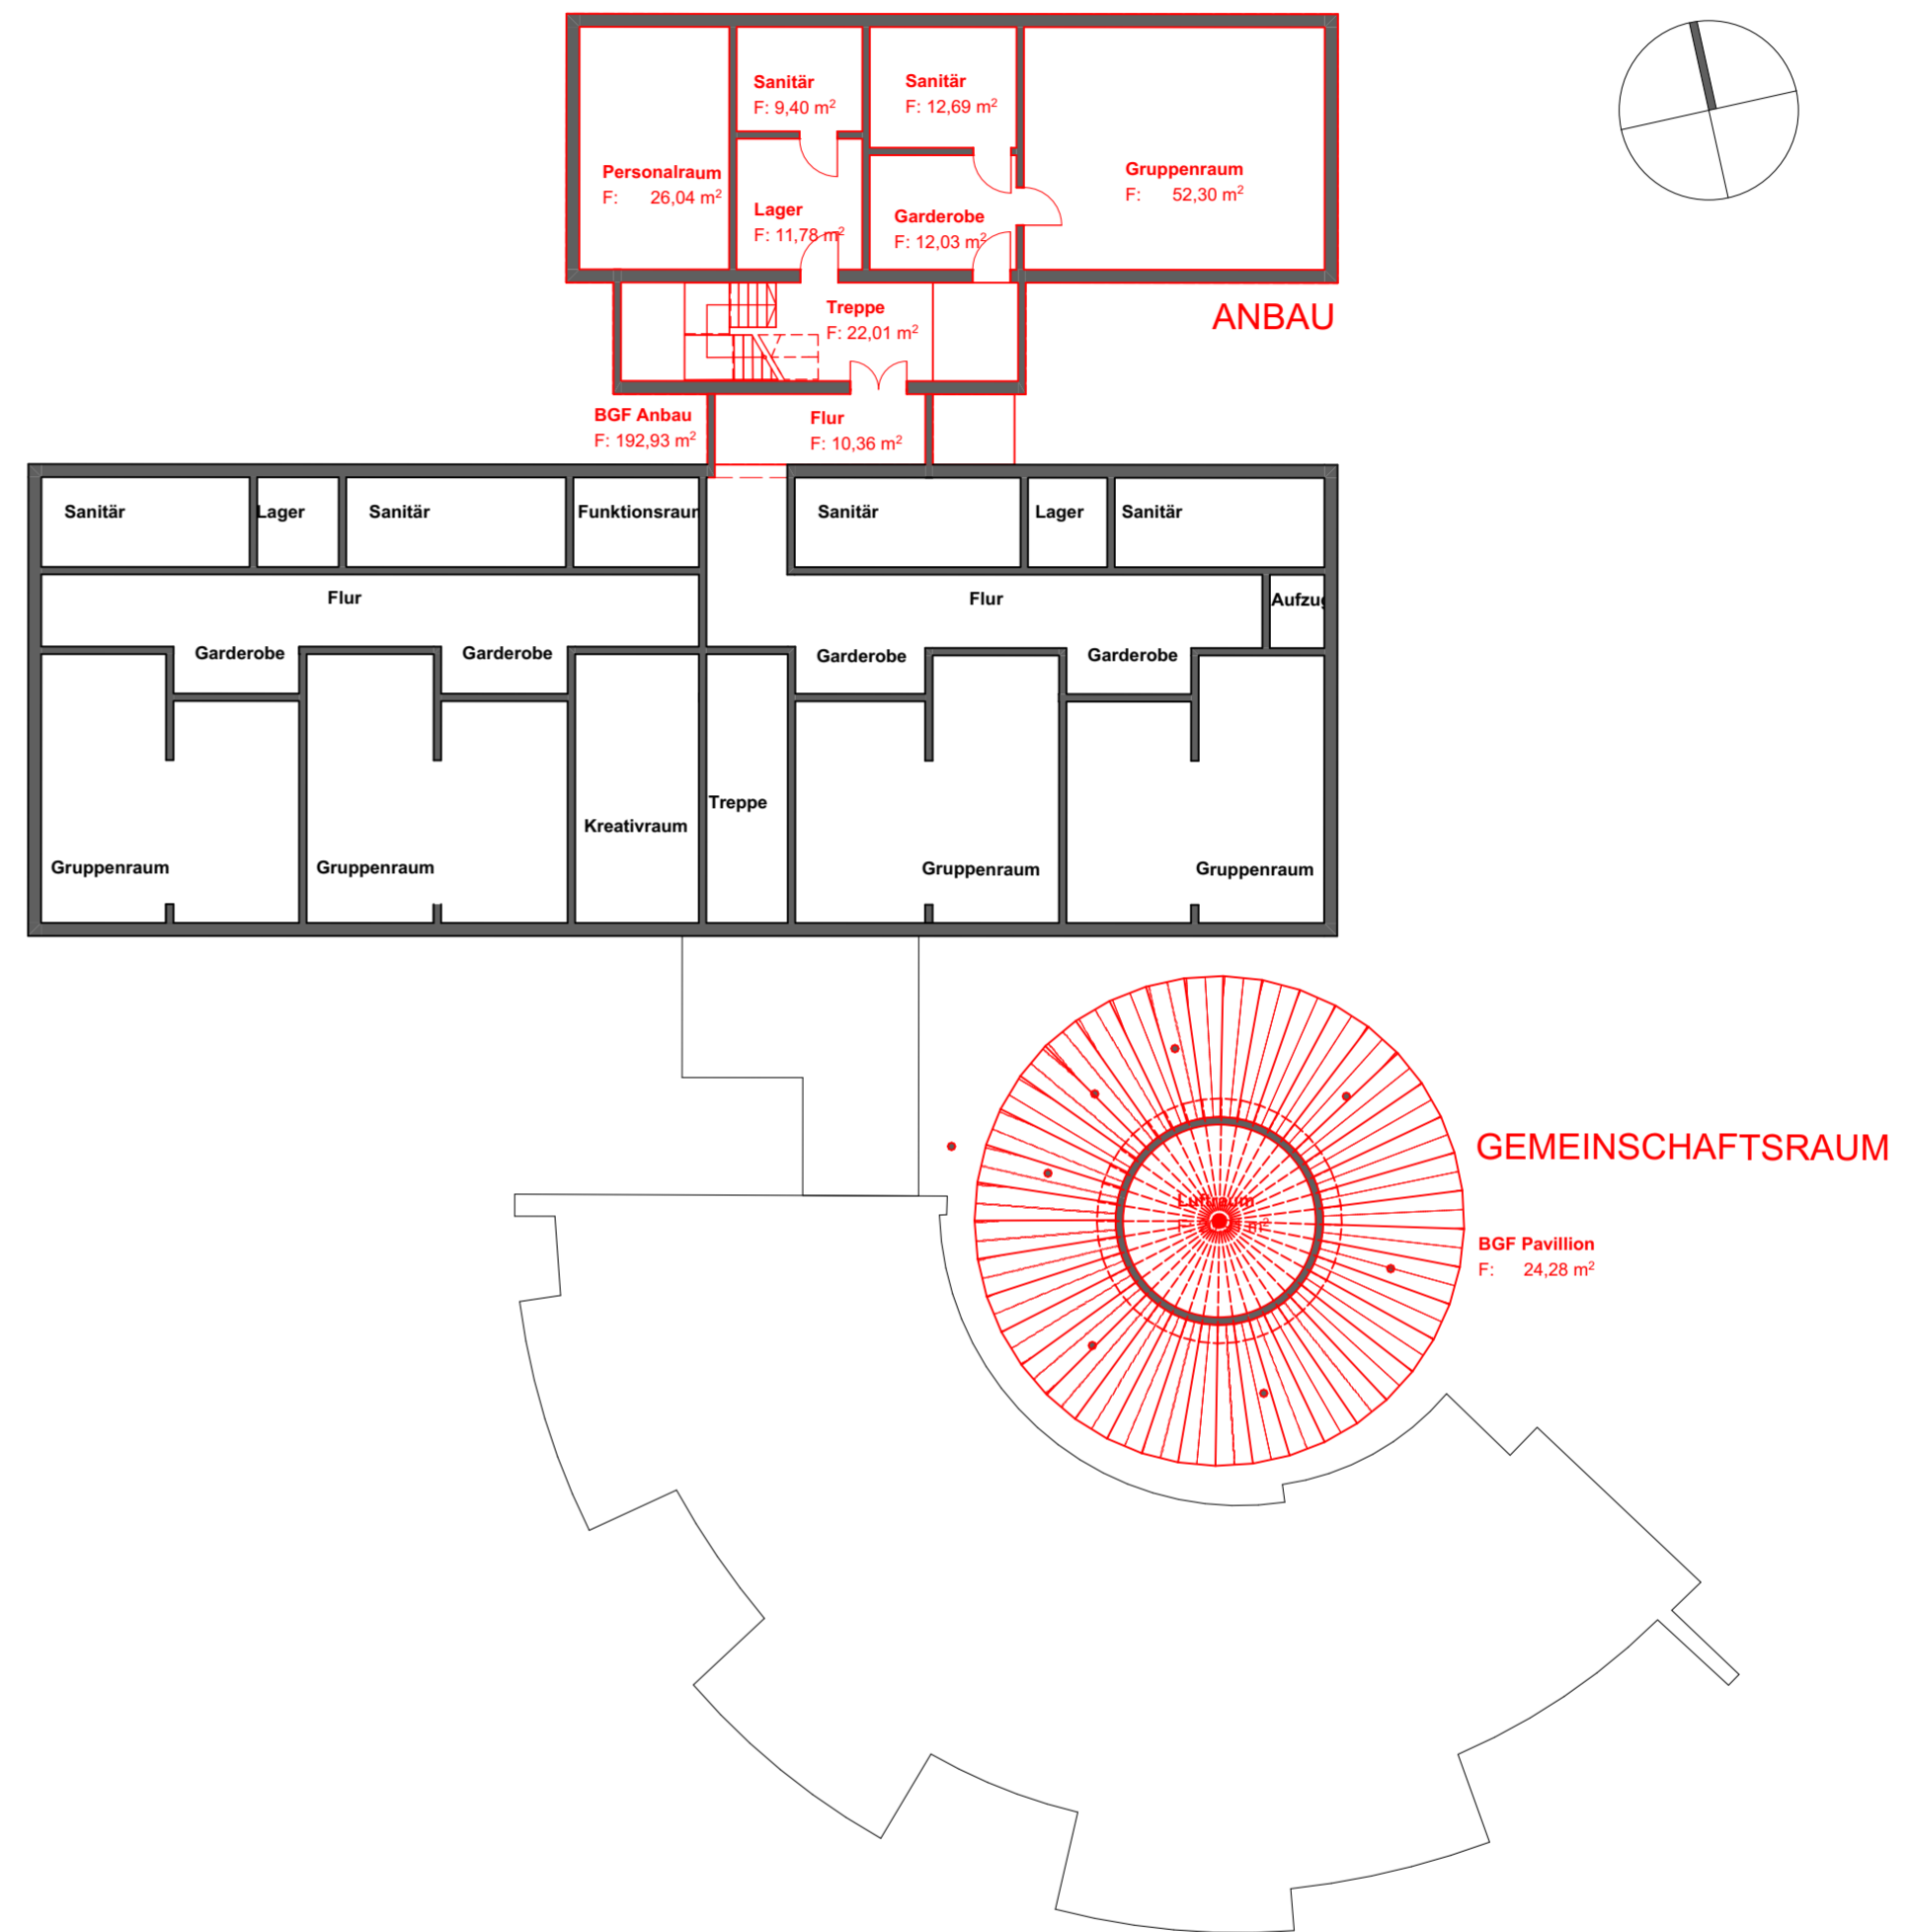 Sanitär
F: 9,40 m²
Sanitär
F: 12,69 m²
Personalraum
F: 26,04 m²
Lager
F: 11,78 m²
Garderobe
F: 12,03 m²
Gruppenraum
F: 52,30 m²
Treppe
F: 22,01 m²
ANBAU
BGF Anbau
F: 192,93 m²
Flur
F: 10,36 m²
Sanitär
Lager
Sanitär
Funktionsraum
Sanitär
Lager
Sanitär
Flur
Flur
Aufzug
Garderobe
Garderobe
Garderobe
Garderobe
Treppe
Kreativraum
Gruppenraum
Gruppenraum
Gruppenraum
Gruppenraum
GEMEINSCHAFTSRAUM
Luftraum
BGF Pavillion
F: 24,28 m²